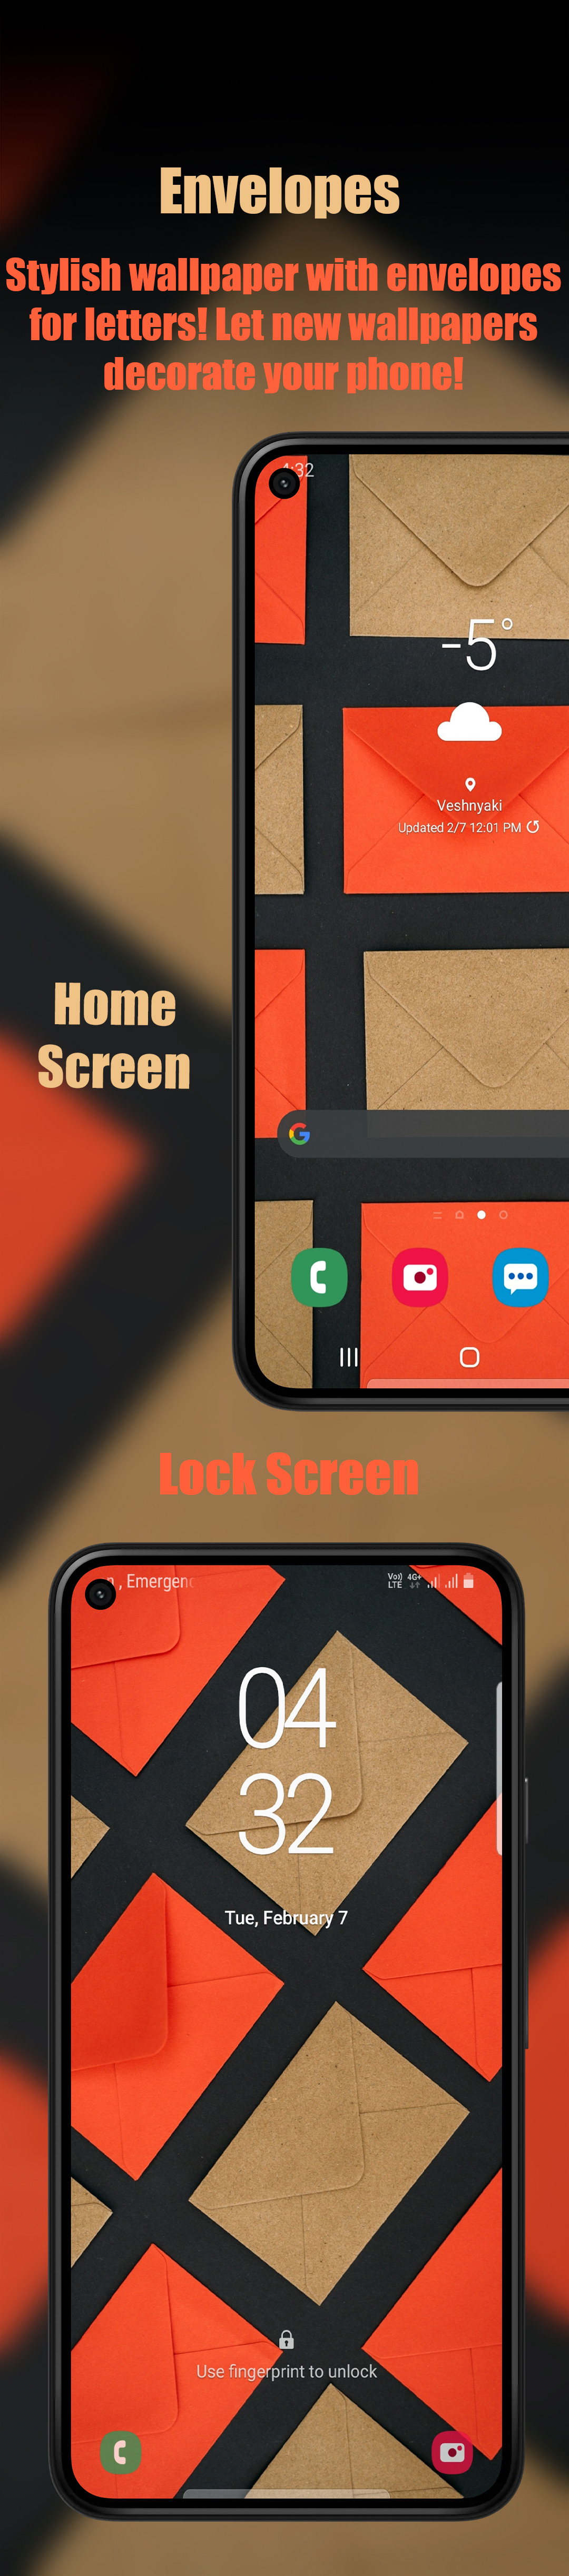 Envelopes
Stylish wallpaper with envelopes
for letters! Let new wallpapers
decorate your phone!
4:32
-5°
Veshnyaki
Updated 2/7 12:01 PM
Home
Screen
Lock Screen
, Emergenc
Vo)) LTE 4G+
04
32
Tue, February 7
Use fingerprint to unlock